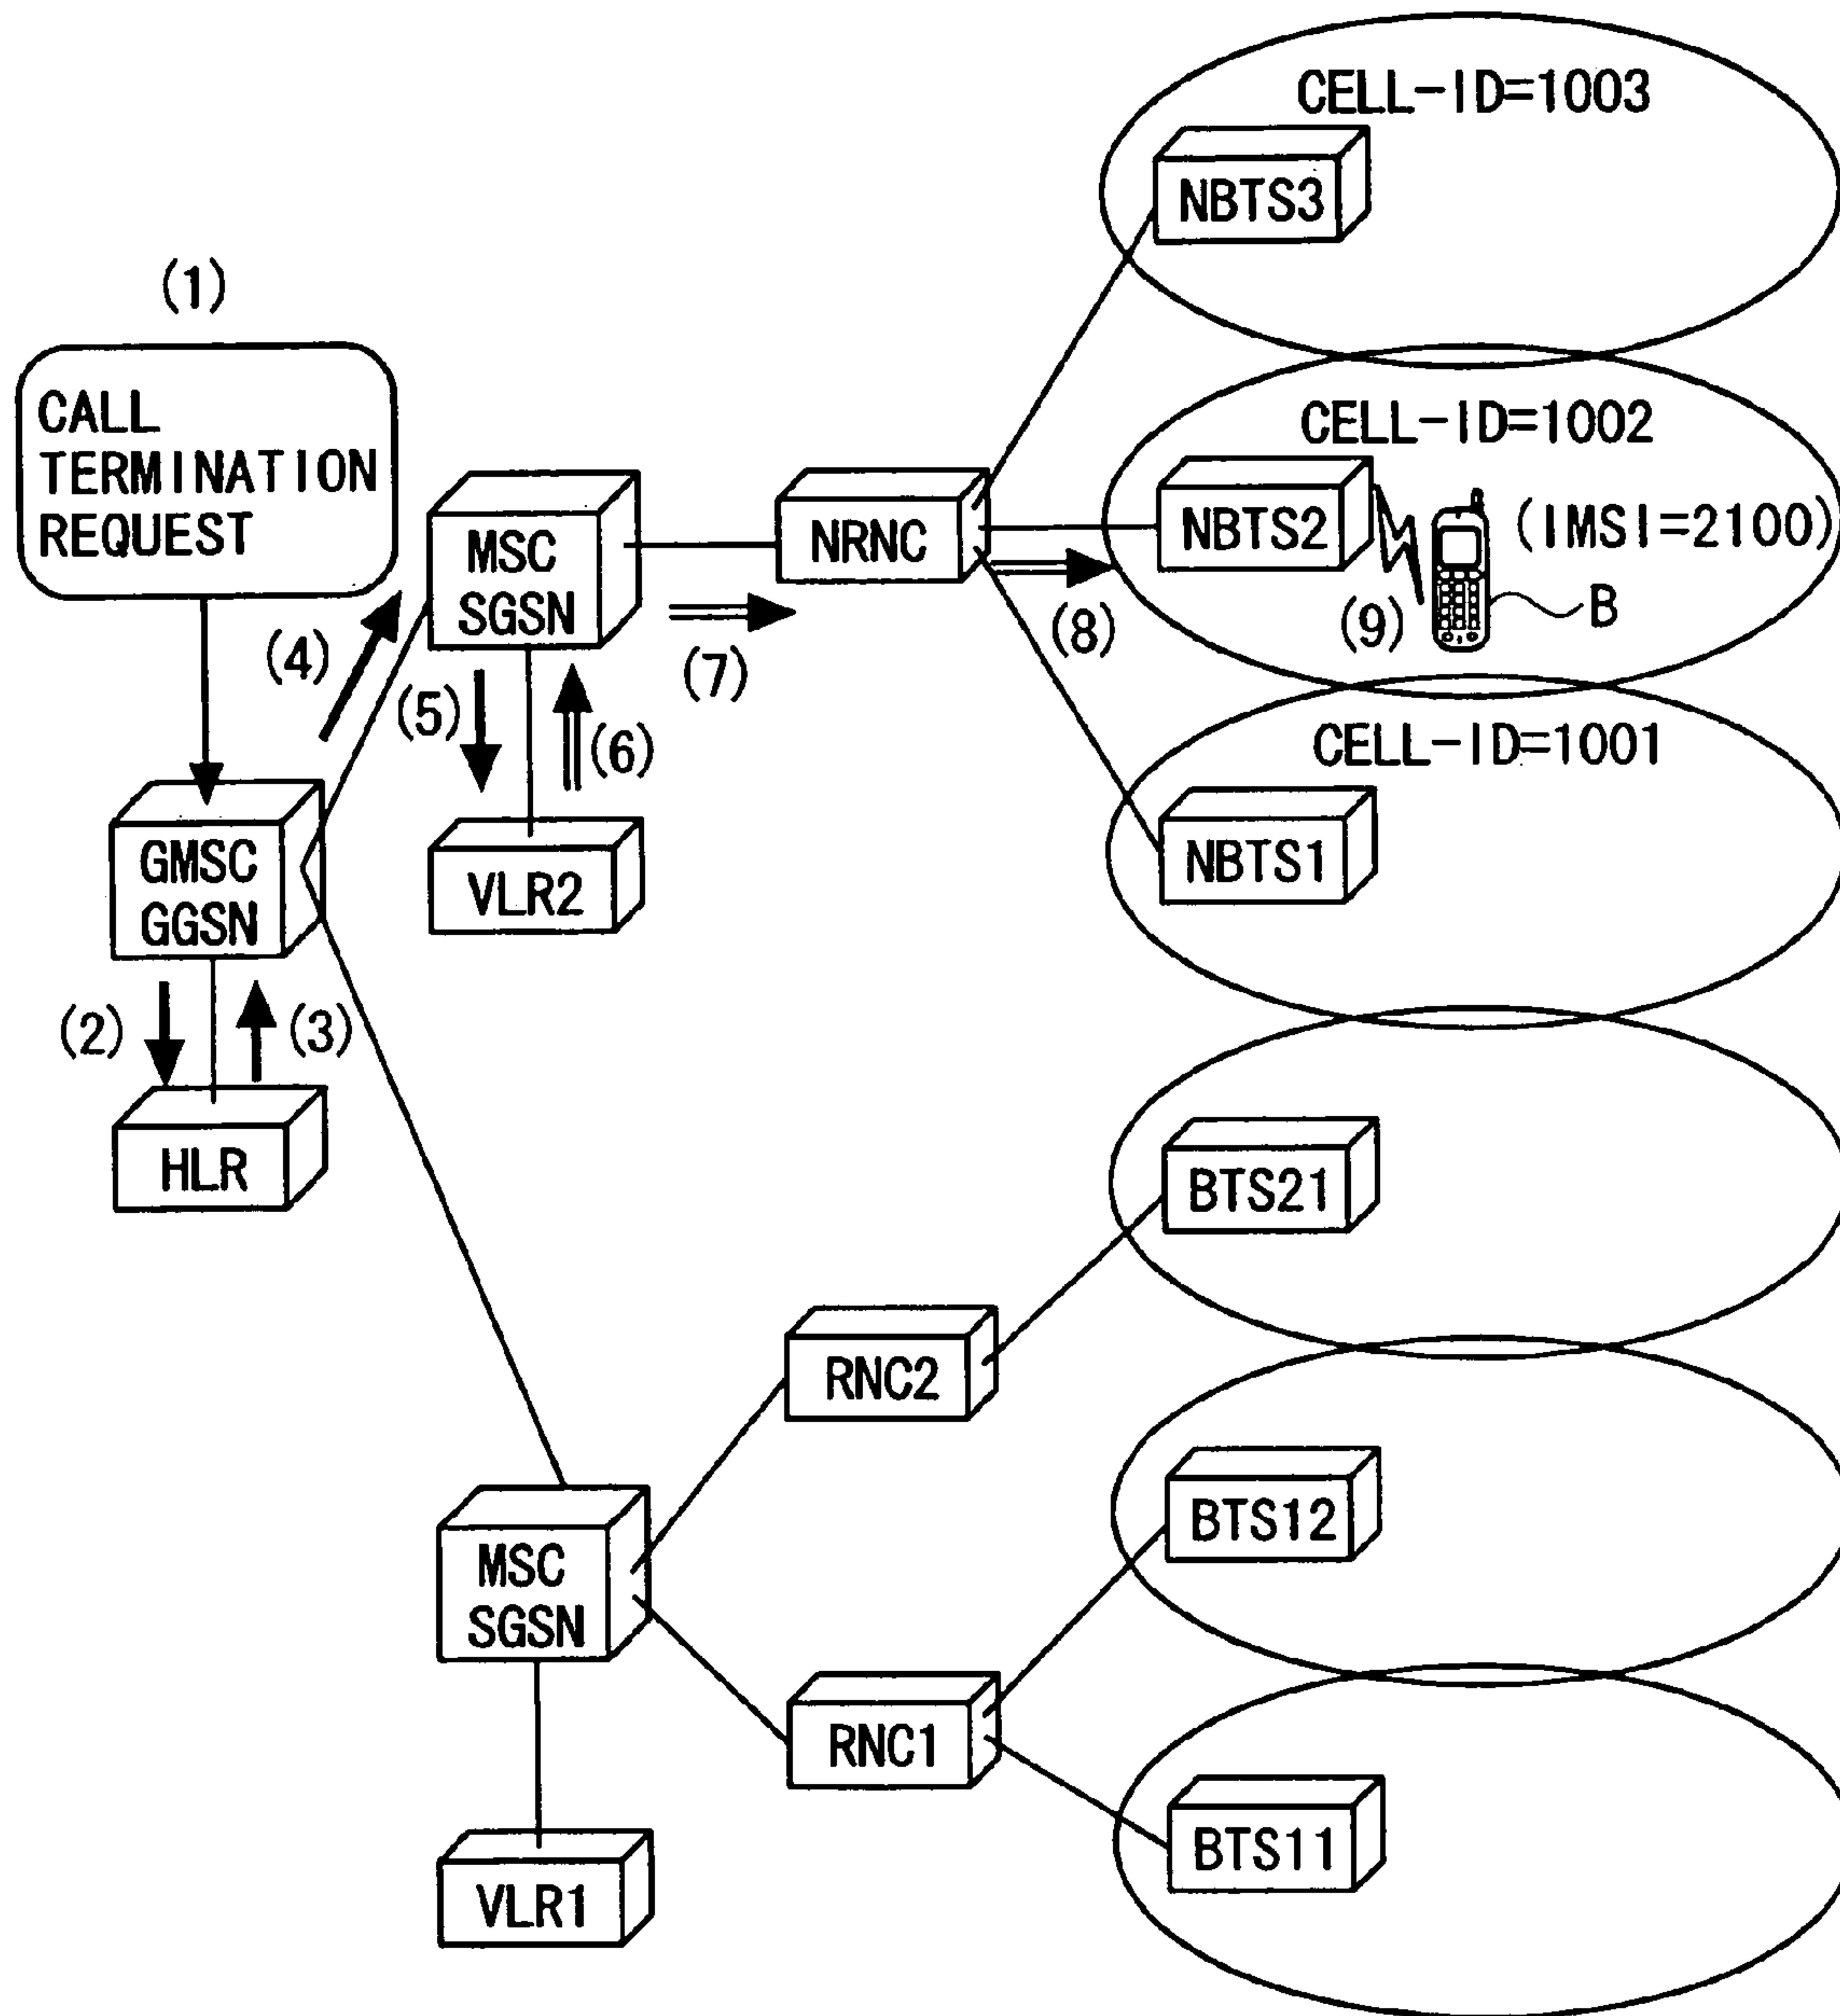 CELL-ID=1003
NBTS3
(1)
CALL
TERMINATION
REQUEST
CELL-ID=1002
MSC
SGSN
NRNC
NBTS2
(IMSI=2100)
(4)
(5)
(6)
(7)
(8)
(9)
B
CELL-ID=1001
GMSC
GGSN
VLR2
NBTS1
(2)
(3)
HLR
BTS21
RNC2
BTS12
MSC
SGSN
RNC1
BTS11
VLR1